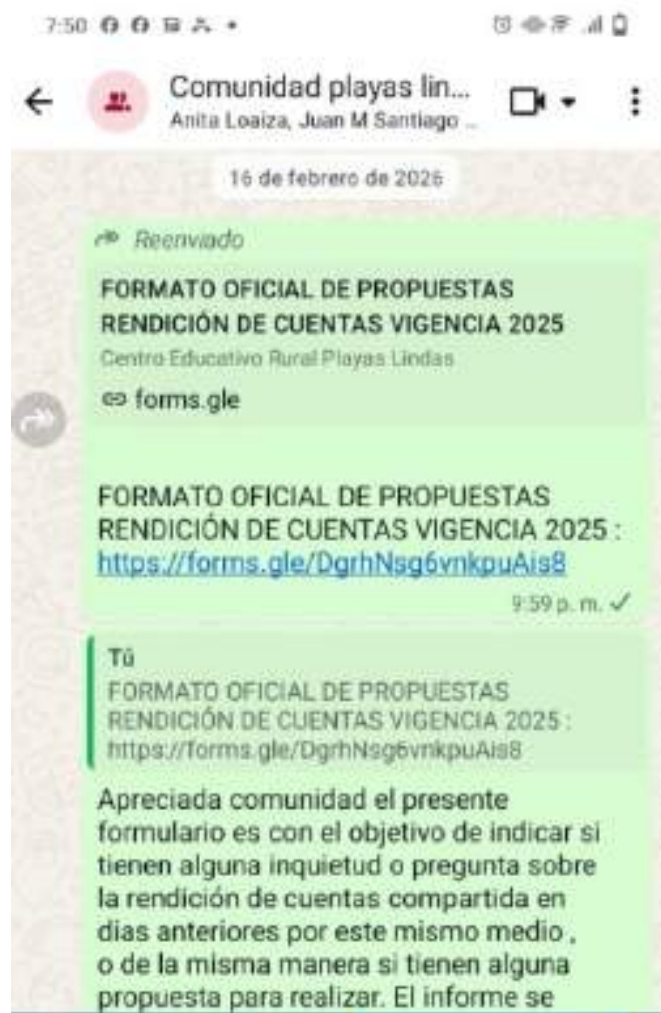 7:50
Comunidad playas lin...
Anita Loaiza, Juan M Santiago ...
16 de febrero de 2026
Reenviado
FORMATO OFICIAL DE PROPUESTAS
RENDICIÓN DE CUENTAS VIGENCIA 2025
Centro Educativo Rural Playas Lindas
forms.gle
FORMATO OFICIAL DE PROPUESTAS
RENDICIÓN DE CUENTAS VIGENCIA 2025 :
https://forms.gle/DgrhNsg6vnkpuAis8
9:59 p. m.
Tú
FORMATO OFICIAL DE PROPUESTAS
RENDICIÓN DE CUENTAS VIGENCIA 2025 :
https://forms.gle/DgrhNsg6vnkpuAis8
Apreciada comunidad el presente
formulario es con el objetivo de indicar si
tienen alguna inquietud o pregunta sobre
la rendición de cuentas compartida en
dias anteriores por este mismo medio ,
o de la misma manera si tienen alguna
propuesta para realizar. El informe se